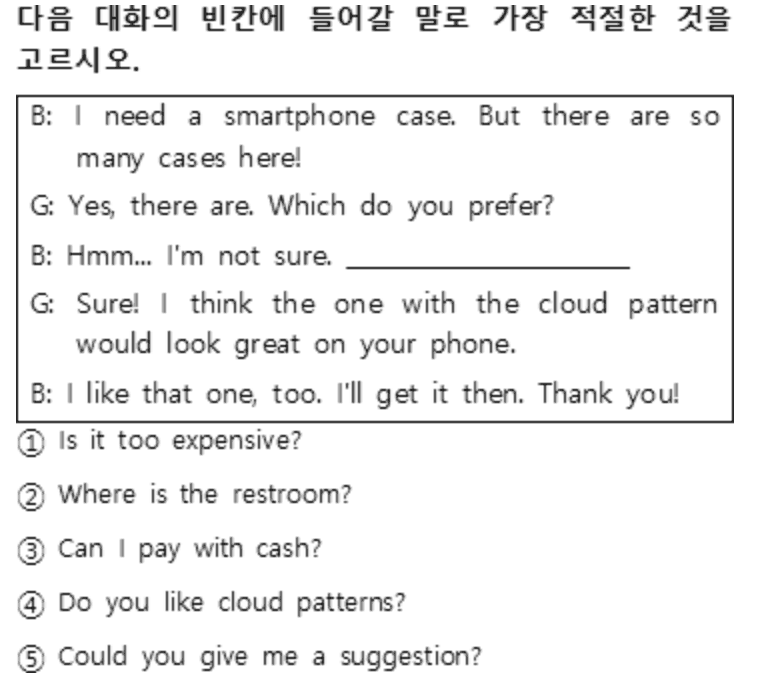 다음 대화의 빈칸에 들어갈 말로 가장 적절한 것을
고르시오.
B: I need a smartphone case. But there are so
many cases here!
G: Yes, there are. Which do you prefer?
B: Hmm... I'm not sure. ____________________
G: Sure! I think the one with the cloud pattern
would look great on your phone.
B: I like that one, too. I'll get it then. Thank you!
① Is it too expensive?
② Where is the restroom?
③ Can I pay with cash?
④ Do you like cloud patterns?
⑤ Could you give me a suggestion?